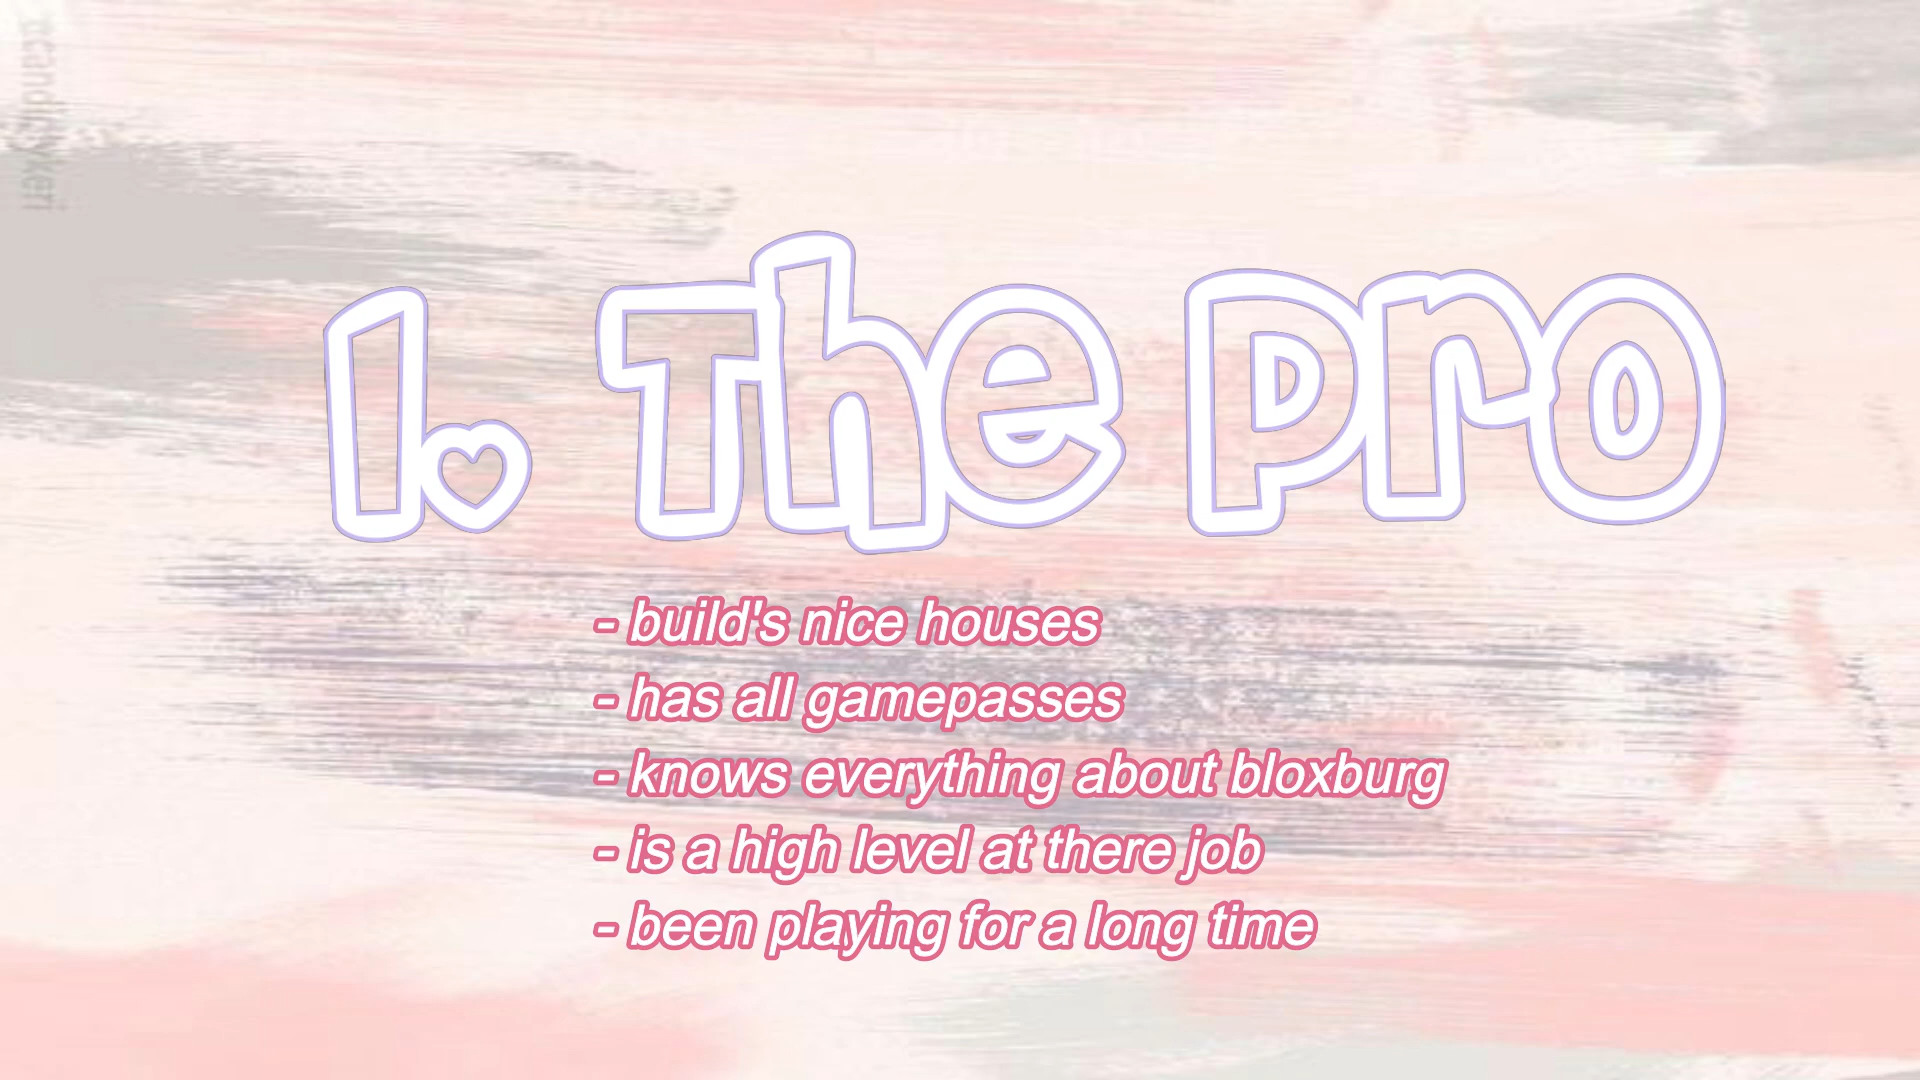 1. The pro
- build's nice houses
- has all gamepasses
- knows everything about bloxburg
- is a high level at there job
- been playing for a long time